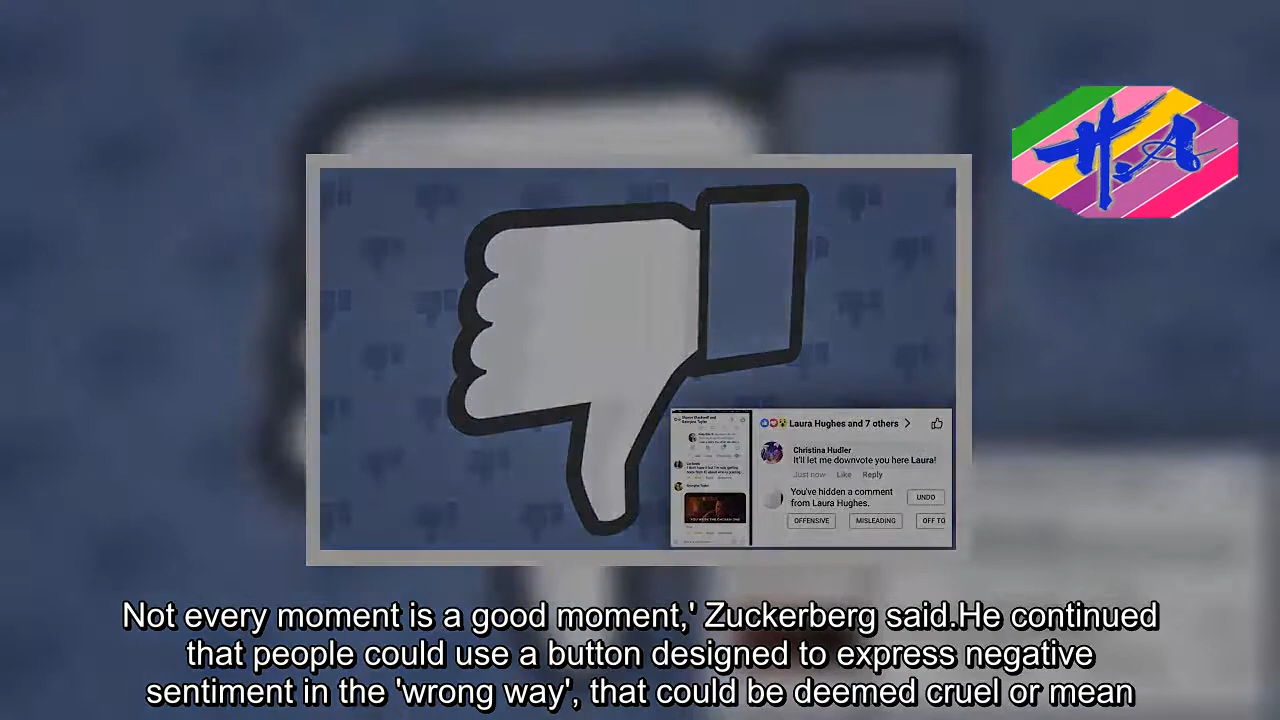 H.A
Laura Hughes and 7 others
Christina Hudler
It'll let me downvote you here Laura!
Just now Like Reply
You've hidden a comment
from Laura Hughes.
UNDO
OFFENSIVE MISLEADING OFF TO
Not every moment is a good moment,' Zuckerberg said.He continued
that people could use a button designed to express negative
sentiment in the 'wrong way', that could be deemed cruel or mean